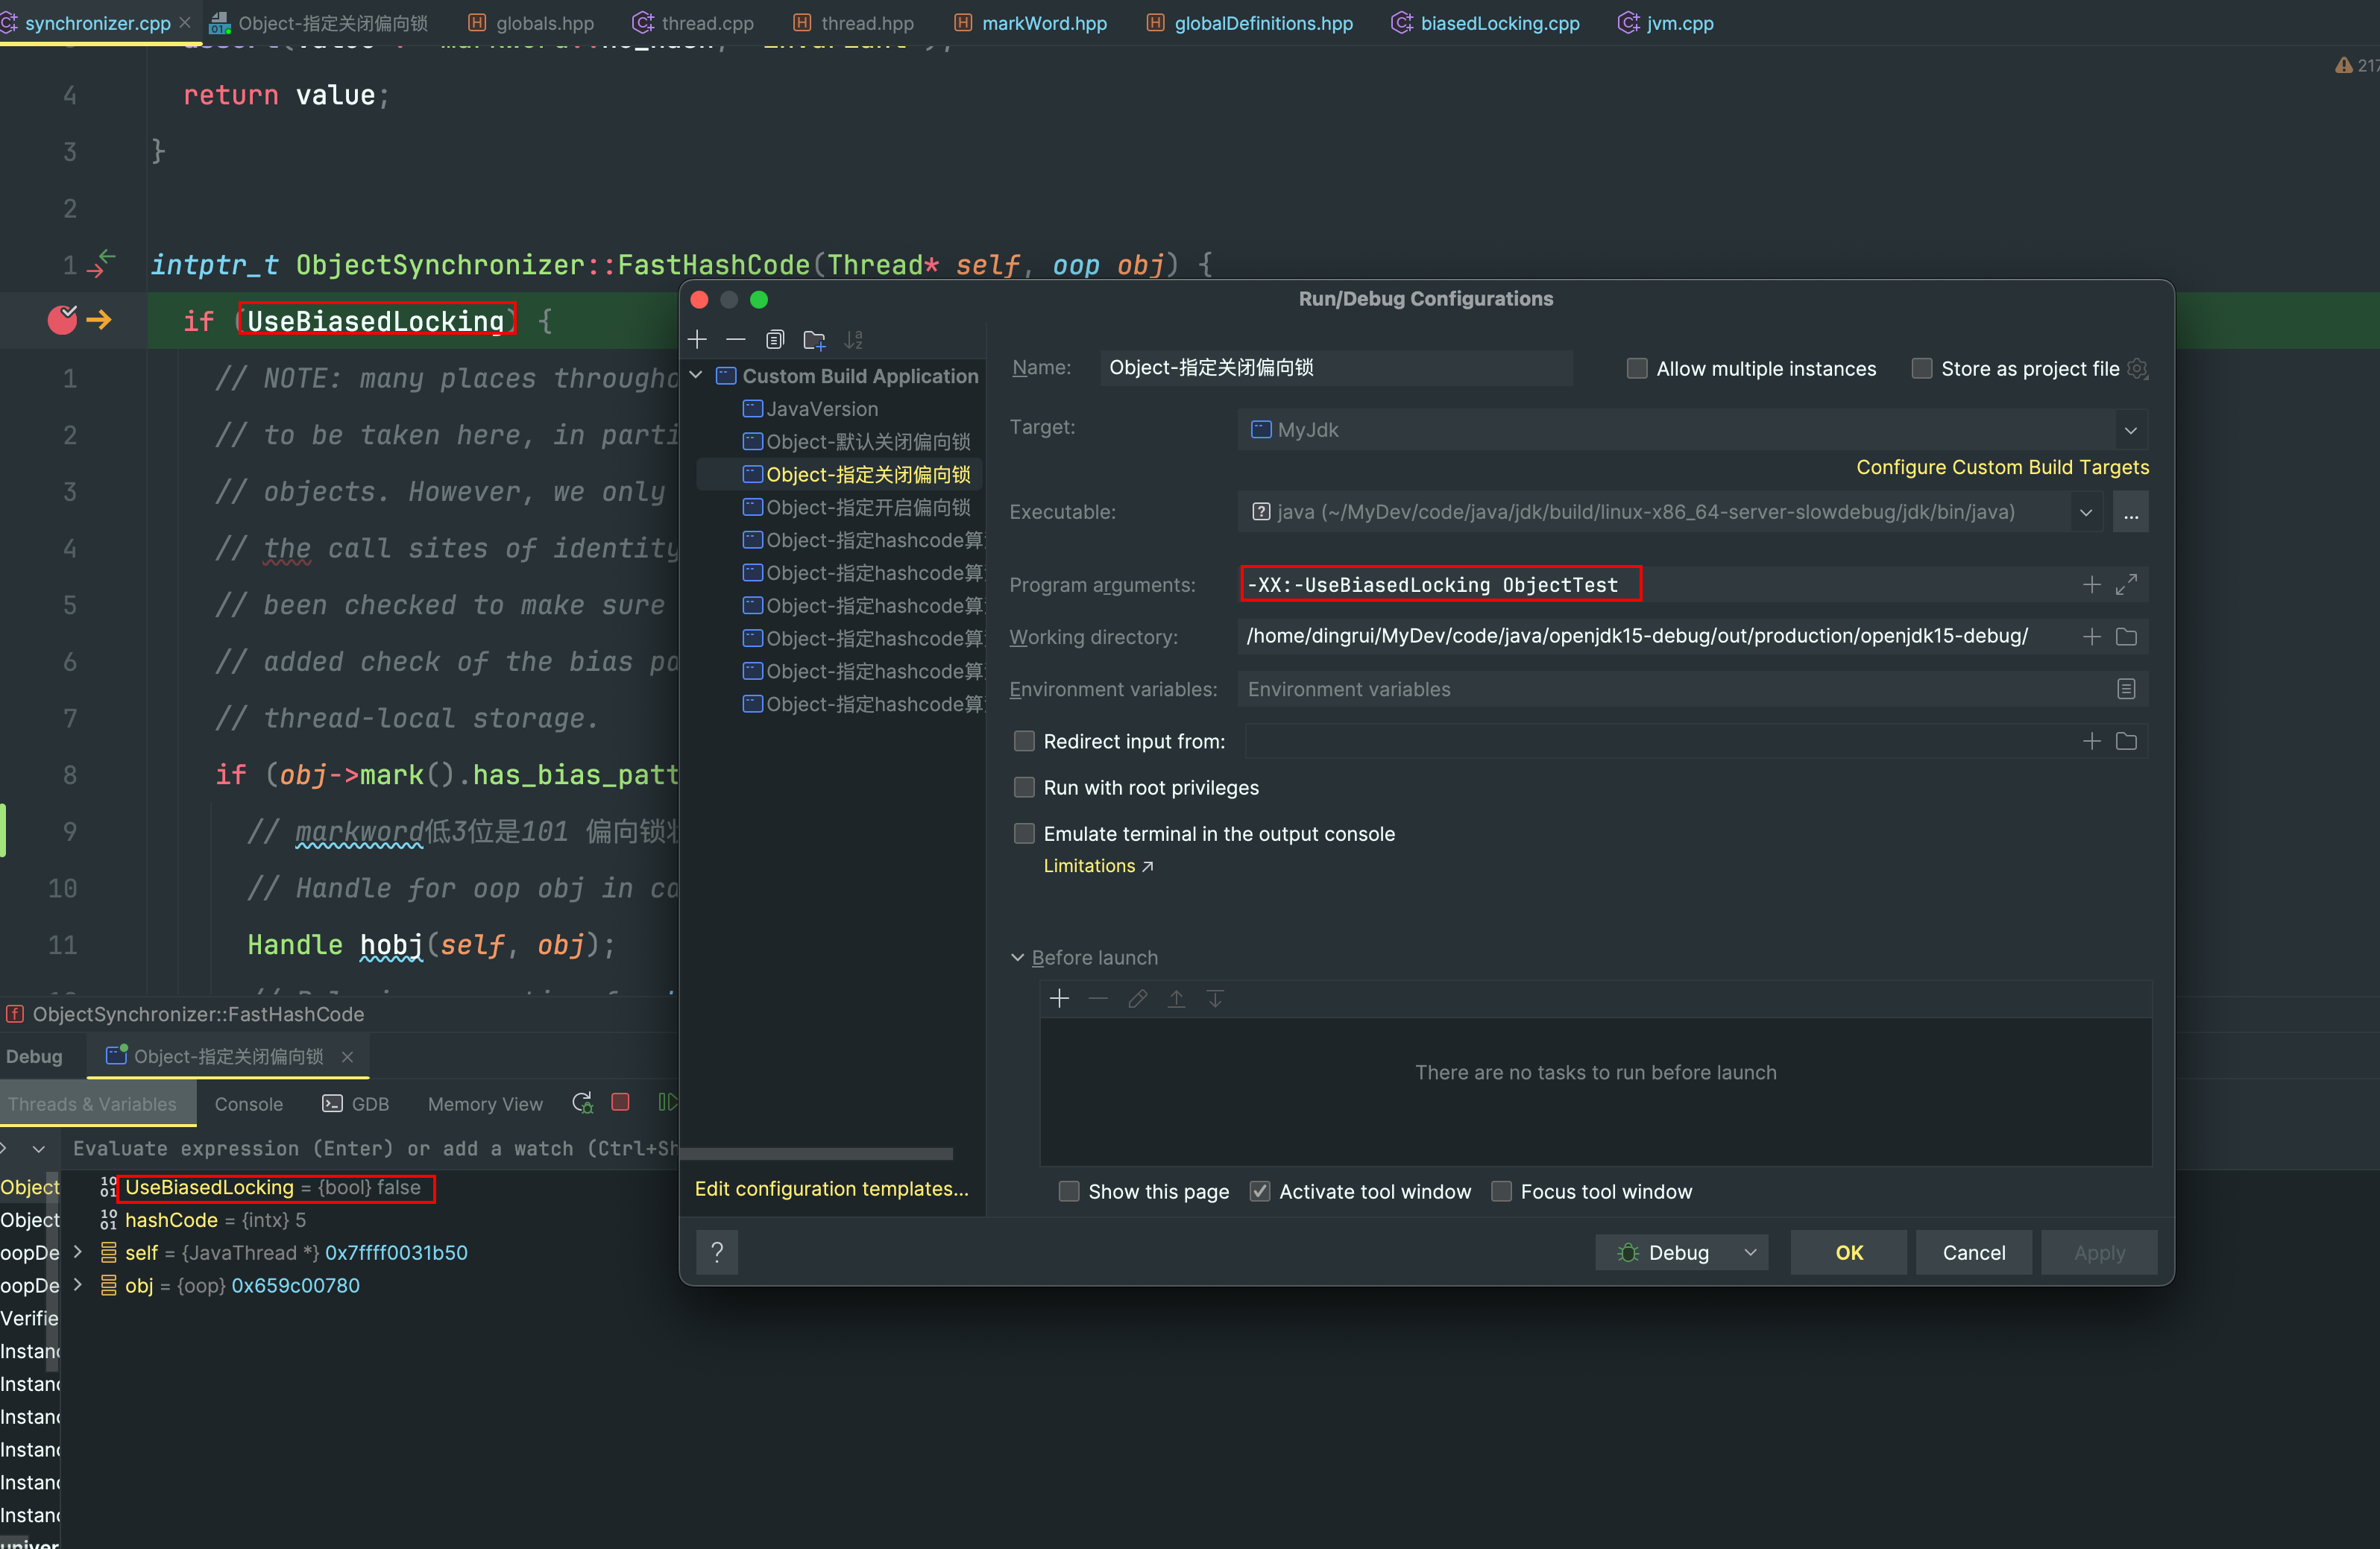 synchronizer.cpp Object-指定关闭偏向锁 globals.hpp thread.cpp thread.hpp markWord.hpp globalDefinitions.hpp biasedLocking.cpp jvm.cpp
217
4 return value;
3 }
2
1 intptr_t ObjectSynchronizer::FastHashCode(Thread* self, oop obj) {
if (UseBiasedLocking) {
1 // NOTE: many places througho
2 // to be taken here, in parti
3 // objects. However, we only
4 // the call sites of identity
5 // been checked to make sure
6 // added check of the bias pa
7 // thread-local storage.
8 if (obj->mark().has_bias_patt
9 // markword低3位是101 偏向锁
10 // Handle for oop obj in ca
11 Handle hobj(self, obj);
ObjectSynchronizer::FastHashCode
Debug Object-指定关闭偏向锁
Threads & Variables Console GDB Memory View
Evaluate expression (Enter) or add a watch (Ctrl+Sh
Object UseBiasedLocking = {bool} false
Object hashCode = {intx} 5
oopDe self = {JavaThread *} 0x7ffff0031b50
oopDe obj = {oop} 0x659c00780
Verifie
Instanc
Instanc
Instanc
Instanc
Instanc
Instanc
univer
Run/Debug Configurations
Custom Build Application
JavaVersion
Object-默认关闭偏向锁
Object-指定关闭偏向锁
Object-指定开启偏向锁
Object-指定hashcode算
Object-指定hashcode算
Object-指定hashcode算
Object-指定hashcode算
Object-指定hashcode算
Object-指定hashcode算
Edit configuration templates...
Name: Object-指定关闭偏向锁 Allow multiple instances Store as project file
Target: MyJdk
Configure Custom Build Targets
Executable: java (~/MyDev/code/java/jdk/build/linux-x86_64-server-slowdebug/jdk/bin/java) ...
Program arguments: -XX:-UseBiasedLocking ObjectTest
Working directory: /home/dingrui/MyDev/code/java/openjdk15-debug/out/production/openjdk15-debug/
Environment variables: Environment variables
Redirect input from:
Run with root privileges
Emulate terminal in the output console
Limitations ↗
Before launch
There are no tasks to run before launch
Show this page Activate tool window Focus tool window
? Debug OK Cancel Apply